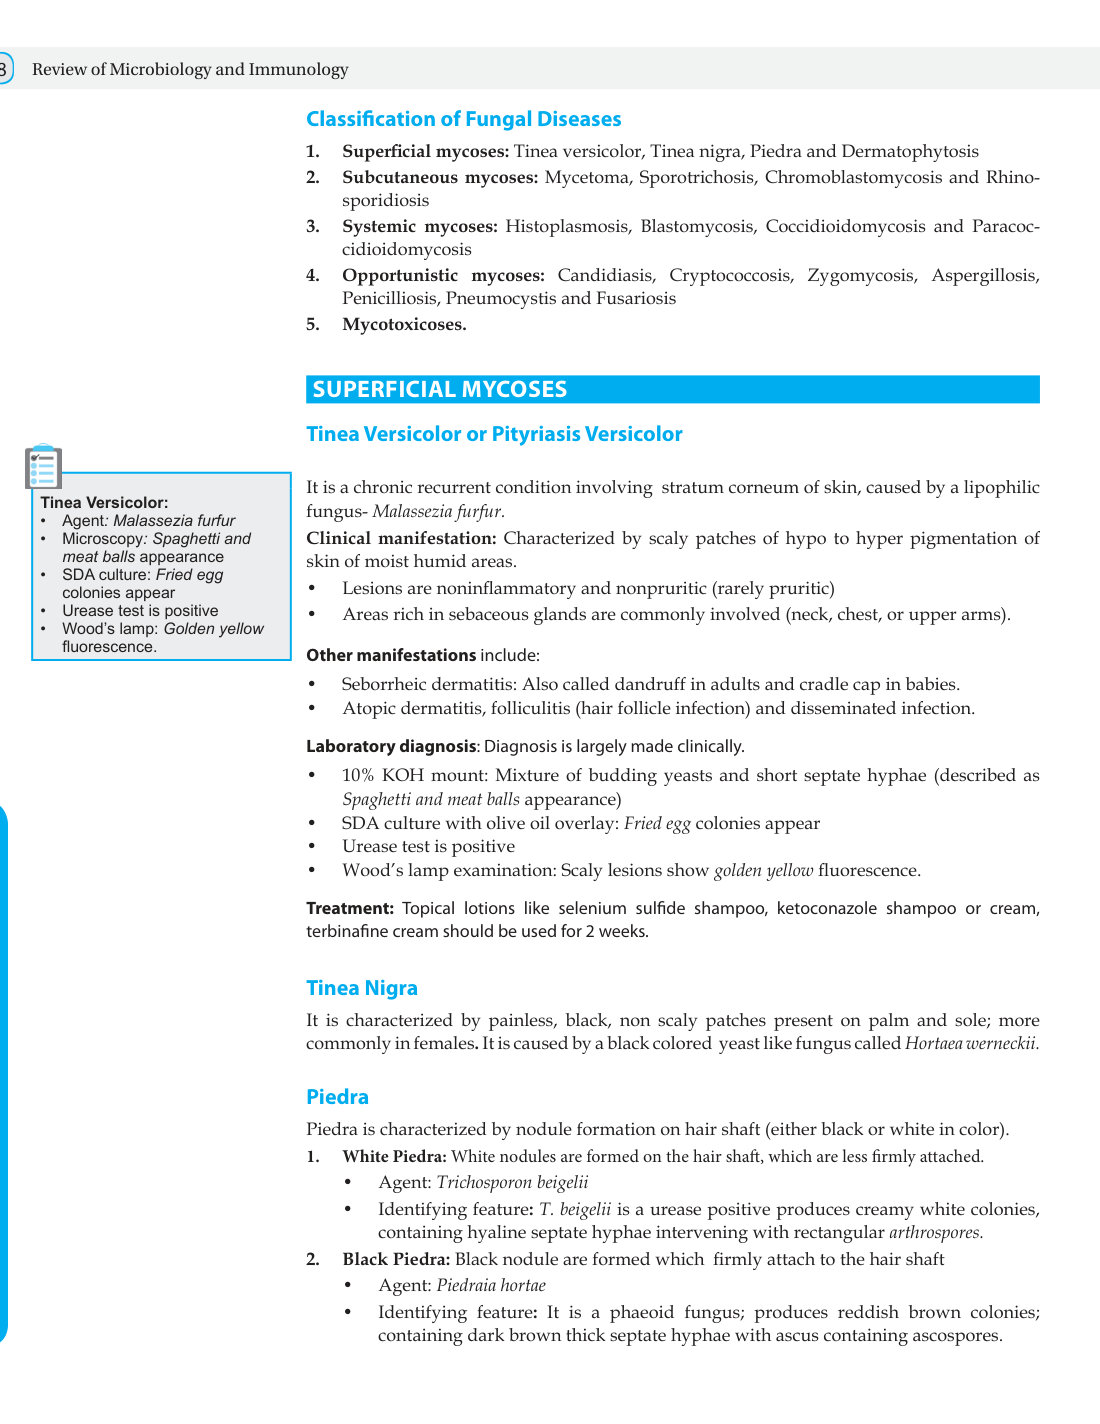 8 Review of Microbiology and Immunology
Classification of Fungal Diseases
1. Superficial mycoses: Tinea versicolor, Tinea nigra, Piedra and Dermatophytosis
2. Subcutaneous mycoses: Mycetoma, Sporotrichosis, Chromoblastomycosis and Rhino-
sporidiosis
3. Systemic mycoses: Histoplasmosis, Blastomycosis, Coccidioidomycosis and Paracoc-
cidioidomycosis
4. Opportunistic mycoses: Candidiasis, Cryptococcosis, Zygomycosis, Aspergillosis,
Penicilliosis, Pneumocystis and Fusariosis
5. Mycotoxicoses.
SUPERFICIAL MYCOSES
Tinea Versicolor or Pityriasis Versicolor
Tinea Versicolor:
• Agent: Malassezia furfur
• Microscopy: Spaghetti and
meat balls appearance
• SDA culture: Fried egg
colonies appear
• Urease test is positive
• Wood's lamp: Golden yellow
fluorescence.
It is a chronic recurrent condition involving stratum corneum of skin, caused by a lipophilic
fungus- Malassezia furfur.
Clinical manifestation: Characterized by scaly patches of hypo to hyper pigmentation of
skin of moist humid areas.
• Lesions are noninflammatory and nonpruritic (rarely pruritic)
• Areas rich in sebaceous glands are commonly involved (neck, chest, or upper arms).
Other manifestations include:
• Seborrheic dermatitis: Also called dandruff in adults and cradle cap in babies.
• Atopic dermatitis, folliculitis (hair follicle infection) and disseminated infection.
Laboratory diagnosis: Diagnosis is largely made clinically.
• 10% KOH mount: Mixture of budding yeasts and short septate hyphae (described as
Spaghetti and meat balls appearance)
• SDA culture with olive oil overlay: Fried egg colonies appear
• Urease test is positive
• Wood's lamp examination: Scaly lesions show golden yellow fluorescence.
Treatment: Topical lotions like selenium sulfide shampoo, ketoconazole shampoo or cream,
terbinafine cream should be used for 2 weeks.
Tinea Nigra
It is characterized by painless, black, non scaly patches present on palm and sole; more
commonly in females. It is caused by a black colored yeast like fungus called Hortaea werneckii.
Piedra
Piedra is characterized by nodule formation on hair shaft (either black or white in color).
1. White Piedra: White nodules are formed on the hair shaft, which are less firmly attached.
• Agent: Trichosporon beigelii
• Identifying feature: T. beigelii is a urease positive produces creamy white colonies,
containing hyaline septate hyphae intervening with rectangular arthrospores.
2. Black Piedra: Black nodule are formed which firmly attach to the hair shaft
• Agent: Piedraia hortae
• Identifying feature: It is a phaeoid fungus; produces reddish brown colonies;
containing dark brown thick septate hyphae with ascus containing ascospores.